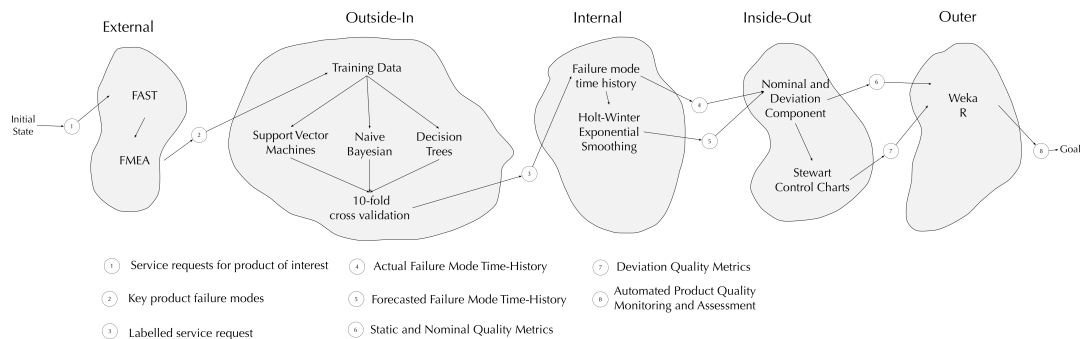 External
Outside-In
Internal
Inside-Out
Outer
Initial
State
1
FAST
FMEA
2
Training Data
Support Vector
Machines
Naive
Bayesian
Decision
Trees
10-fold
cross validation
3
Failure mode
time history
Holt-Winter
Exponential
Smoothing
4
5
Nominal and
Deviation
Component
Stewart
Control Charts
6
7
Weka
R
8
Goal
1 Service requests for product of interest
2 Key product failure modes
3 Labelled service request
4 Actual Failure Mode Time-History
5 Forecasted Failure Mode Time-History
6 Static and Nominal Quality Metrics
7 Deviation Quality Metrics
8 Automated Product Quality
Monitoring and Assessment